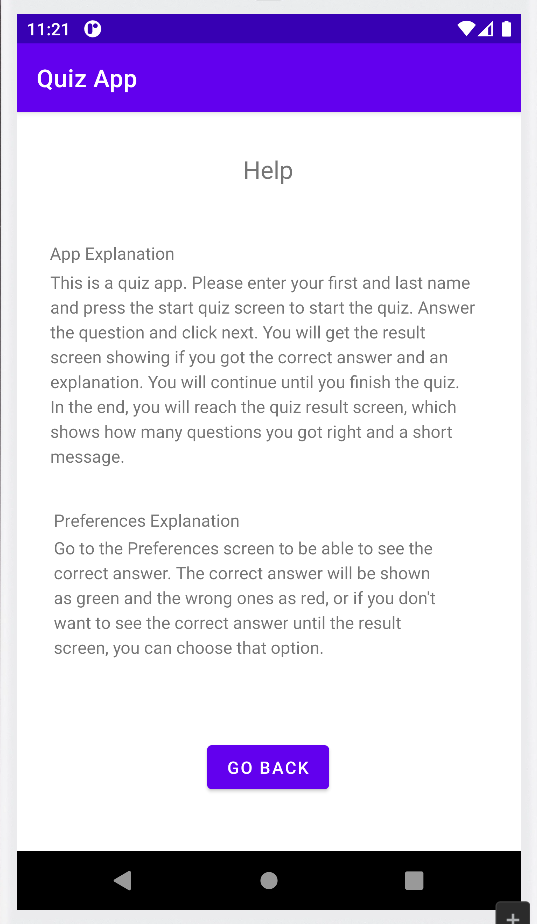 11:21
Quiz App
Help
App Explanation
This is a quiz app. Please enter your first and last name
and press the start quiz screen to start the quiz. Answer
the question and click next. You will get the result
screen showing if you got the correct answer and an
explanation. You will continue until you finish the quiz.
In the end, you will reach the quiz result screen, which
shows how many questions you got right and a short
message.
Preferences Explanation
Go to the Preferences screen to be able to see the
correct answer. The correct answer will be shown
as green and the wrong ones as red, or if you don't
want to see the correct answer until the result
screen, you can choose that option.
GO BACK